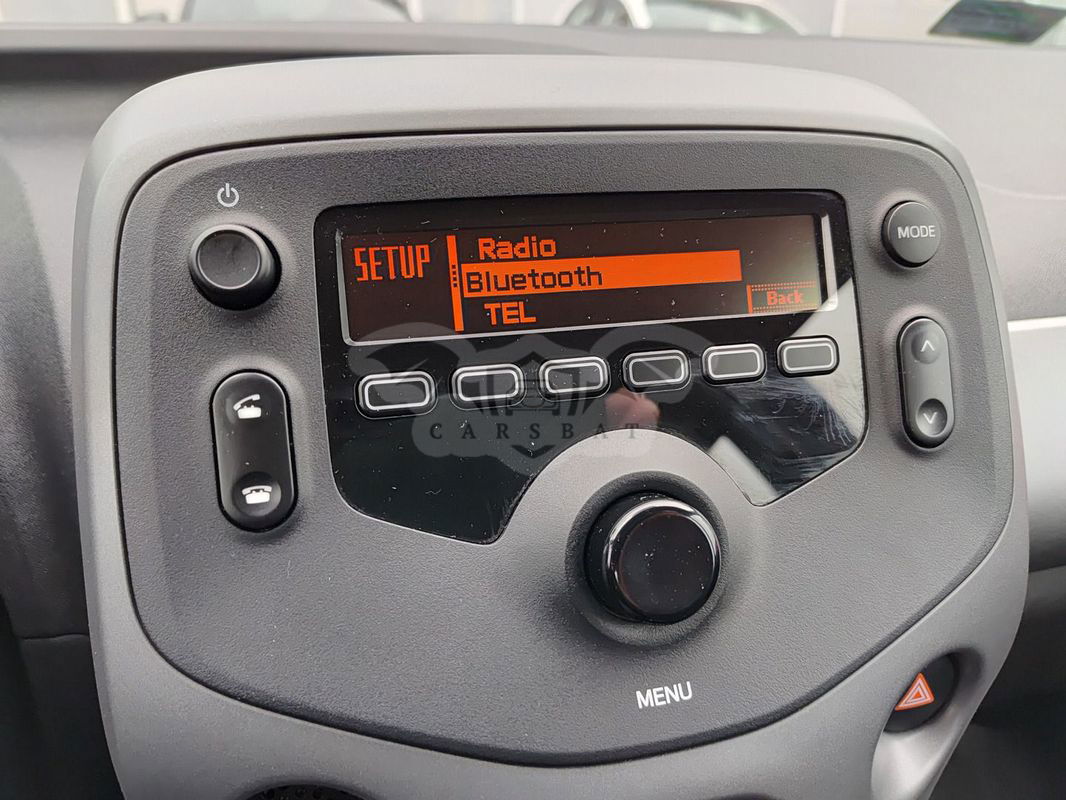 MODE
SETUP
Radio
Bluetooth
TEL
Back
CARSBAT
MENU